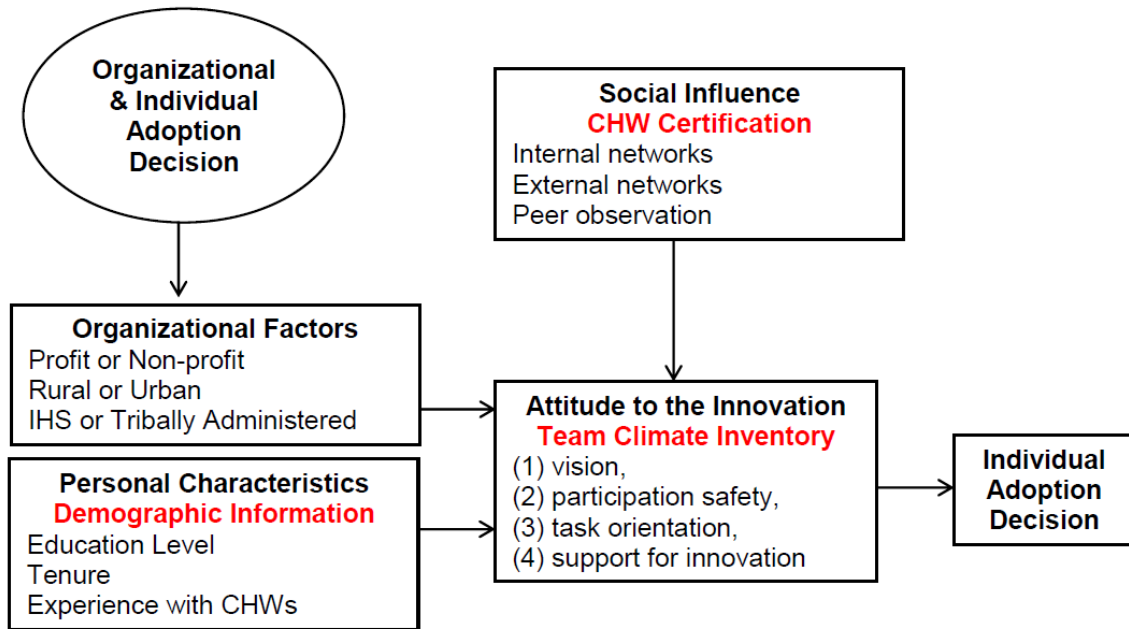 Organizational
& Individual
Adoption
Decision
Social Influence
CHW Certification
Internal networks
External networks
Peer observation
Organizational Factors
Profit or Non-profit
Rural or Urban
IHS or Tribally Administered
Personal Characteristics
Demographic Information
Education Level
Tenure
Experience with CHWs
Attitude to the Innovation
Team Climate Inventory
(1) vision,
(2) participation safety,
(3) task orientation,
(4) support for innovation
Individual
Adoption
Decision